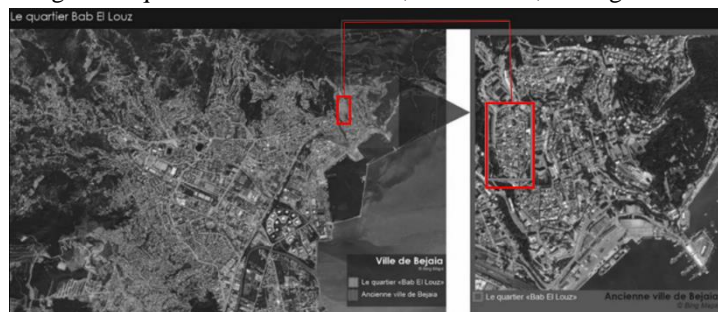 Le quartier Bab El Louz
Ville de Bejaia
© Bing Maps
Le quartier «Bab El Louz»
Ancienne ville de Bejaia
Le quartier «Bab El Louz»
Ancienne ville de Bejaia
© Bing Maps